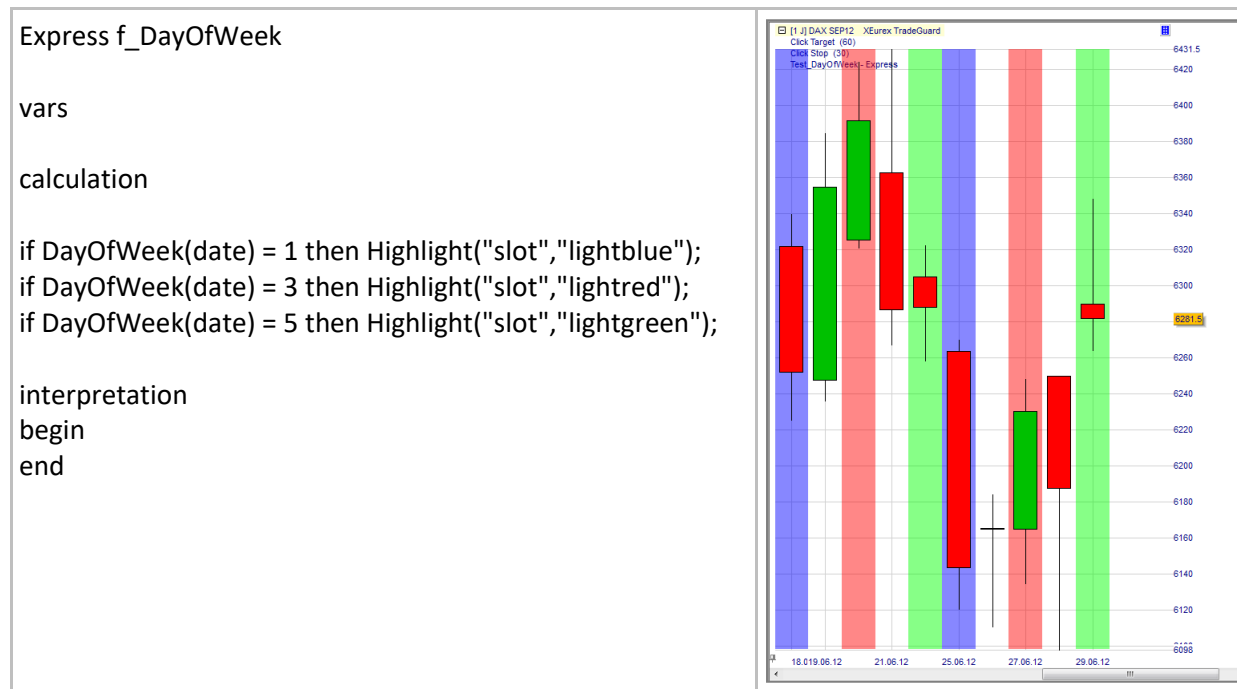 Express f_DayOfWeek
vars
calculation
if DayOfWeek(date) = 1 then Highlight("slot","lightblue");
if DayOfWeek(date) = 3 then Highlight("slot","lightred");
if DayOfWeek(date) = 5 then Highlight("slot","lightgreen");
interpretation
begin
end
[1 J] DAX SEP12 XEurex TradeGuard
Click Target (60)
Click Stop (30)
Test_DayOfWeek - Express
6431.5
6420
6400
6380
6360
6340
6320
6300
6281.5
6260
6240
6220
6200
6180
6160
6140
6120
6098
18.0 19.06.12 21.06.12 25.06.12 27.06.12 29.06.12